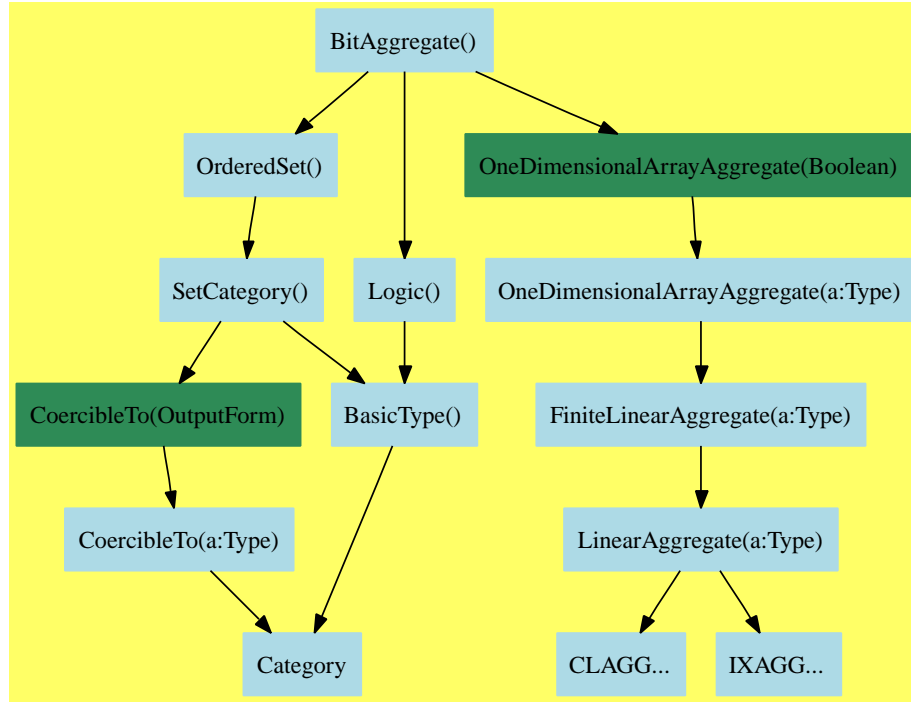 BitAggregate()
OrderedSet()
OneDimensionalArrayAggregate(Boolean)
SetCategory()
Logic()
OneDimensionalArrayAggregate(a:Type)
CoercibleTo(OutputForm)
BasicType()
FiniteLinearAggregate(a:Type)
CoercibleTo(a:Type)
LinearAggregate(a:Type)
Category
CLAGG...
IXAGG...